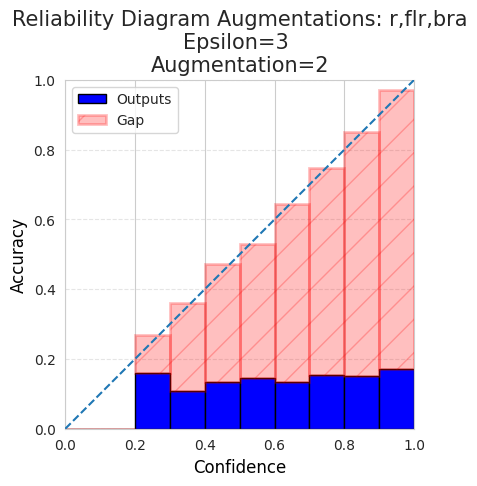 Reliability Diagram Augmentations: r,flr,bra
Epsilon=3
Augmentation=2
Outputs
Gap
Accuracy
1.0
0.8
0.6
0.4
0.2
0.0
0.0 0.2 0.4 0.6 0.8 1.0
Confidence